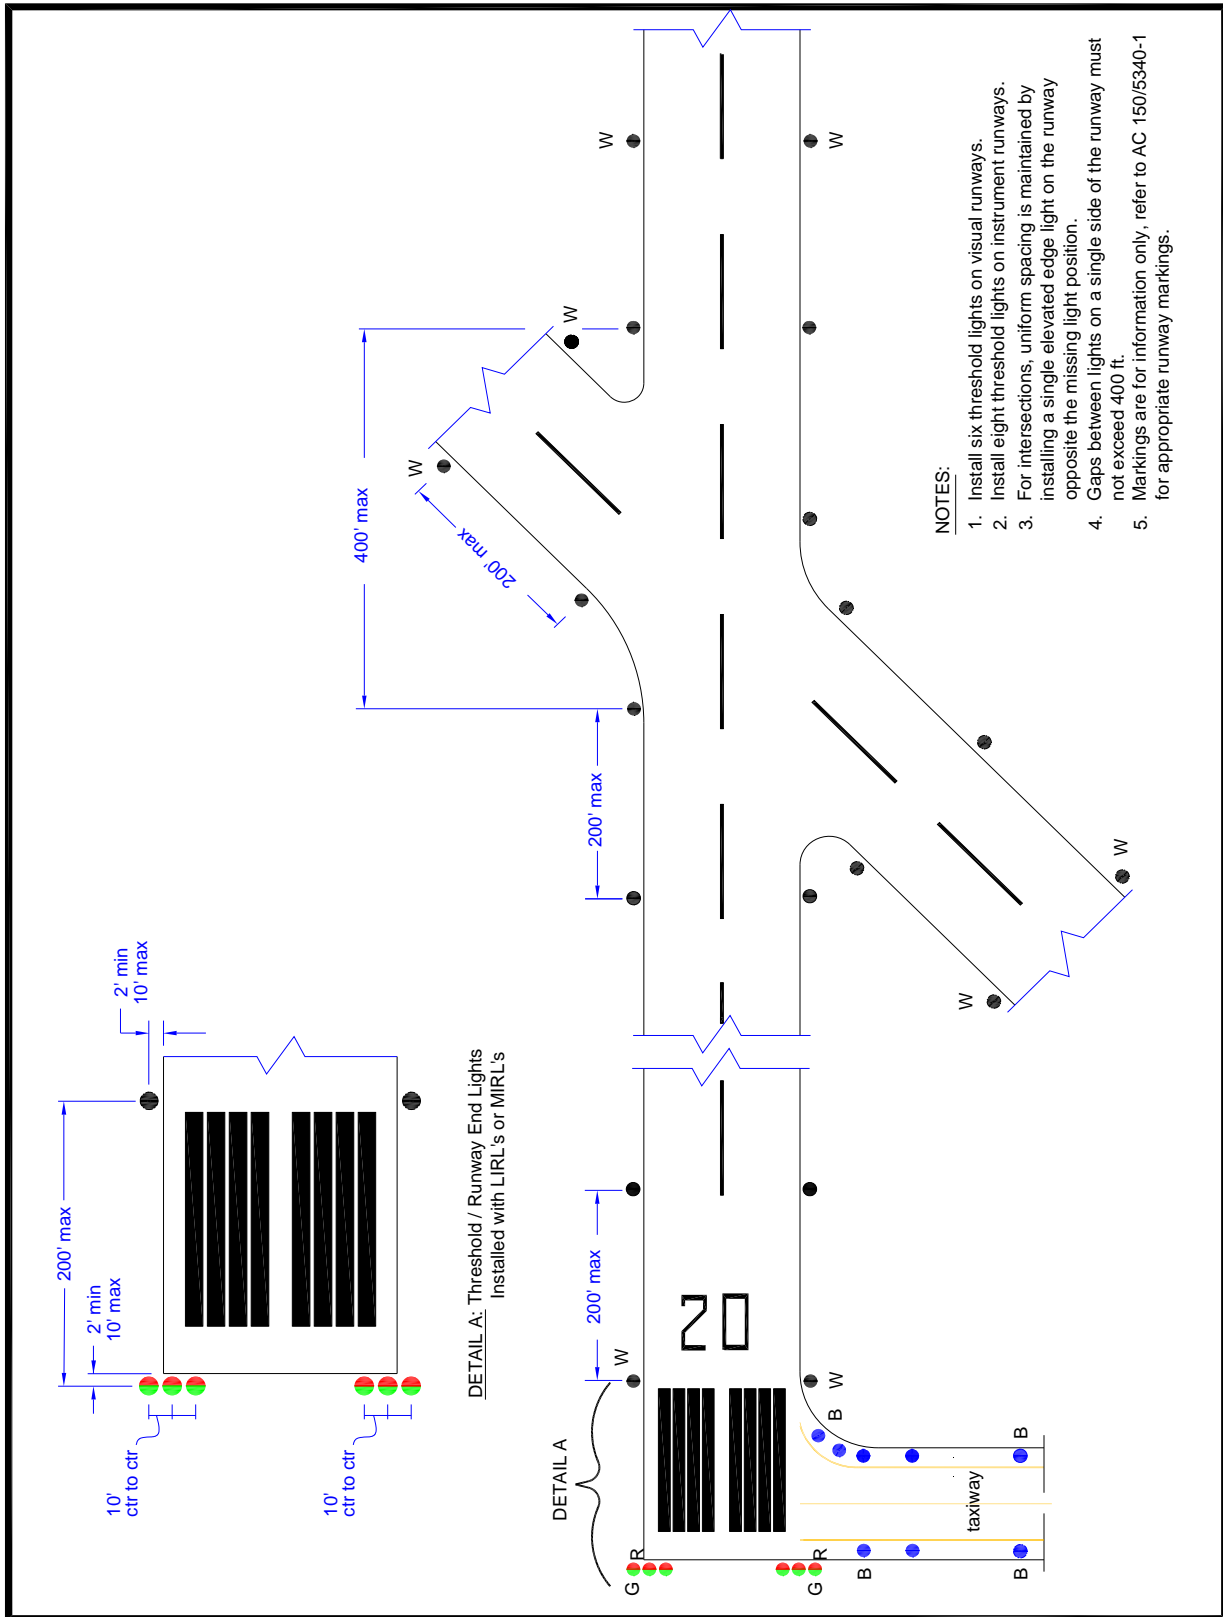 200' max
2' min
10' max
2' min
10' max
10'
ctr to ctr
10'
ctr to ctr
DETAIL A: Threshold / Runway End Lights
Installed with LIRL's or MIRL's
400' max
200' max
200' max
200' max
DETAIL A
W
W
W
W
W
W
W
W
20
G
R
G
R
B
B
B
B
taxiway
NOTES:
1. Install six threshold lights on visual runways.
2. Install eight threshold lights on instrument runways.
3. For intersections, uniform spacing is maintained by
installing a single elevated edge light on the runway
opposite the missing light position.
4. Gaps between lights on a single side of the runway must
not exceed 400 ft.
5. Markings are for information only, refer to AC 150/5340-1
for appropriate runway markings.